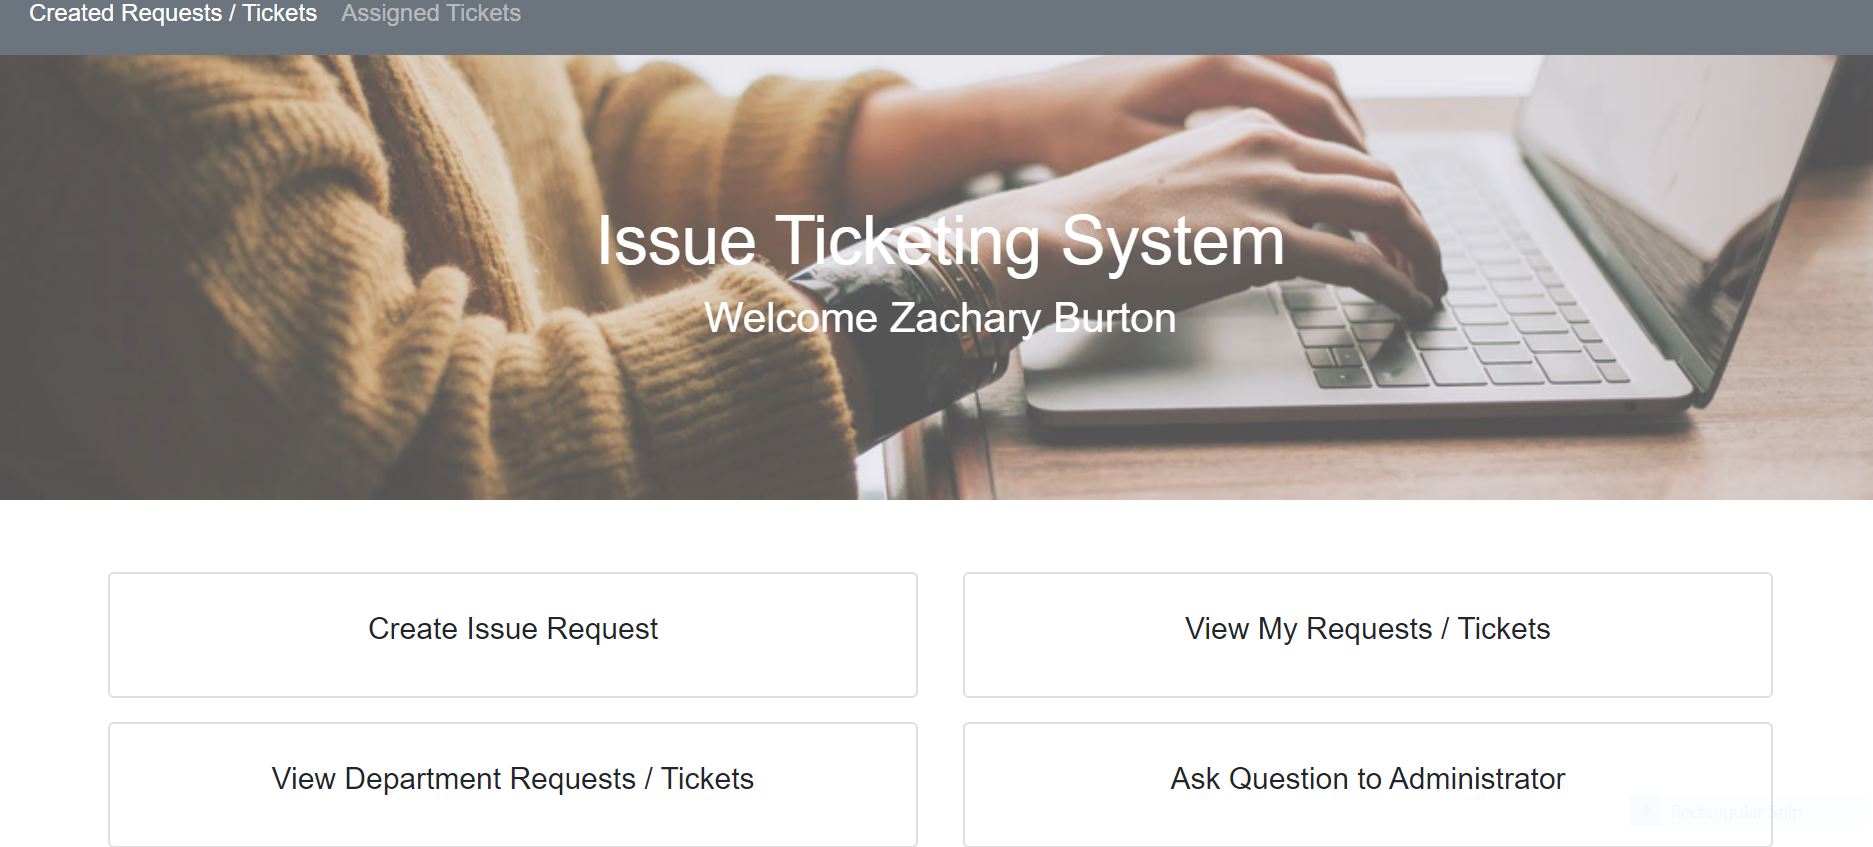 Created Requests / Tickets Assigned Tickets
Issue Ticketing System
Welcome Zachary Burton
Create Issue Request
View My Requests / Tickets
View Department Requests / Tickets
Ask Question to Administrator
Rectangular Snip